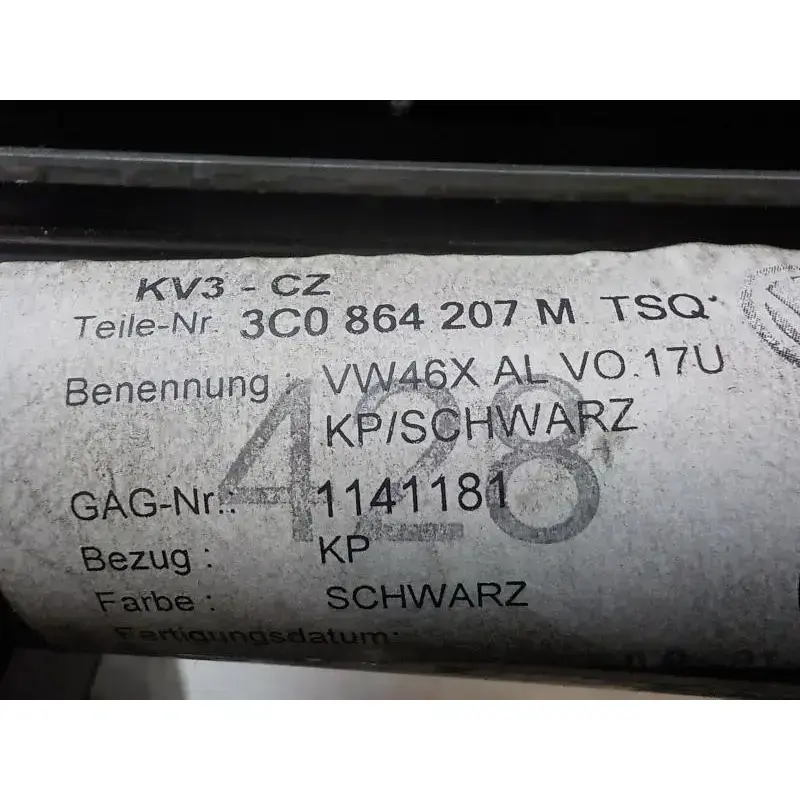 KV3 - CZ
Teile-Nr. 3C0 864 207 M TSQ
Benennung : VW46X AL VO.17U
KP/SCHWARZ
428
GAG-Nr.: 1141181
Bezug : KP
Farbe : SCHWARZ
Fertigungsdatum: